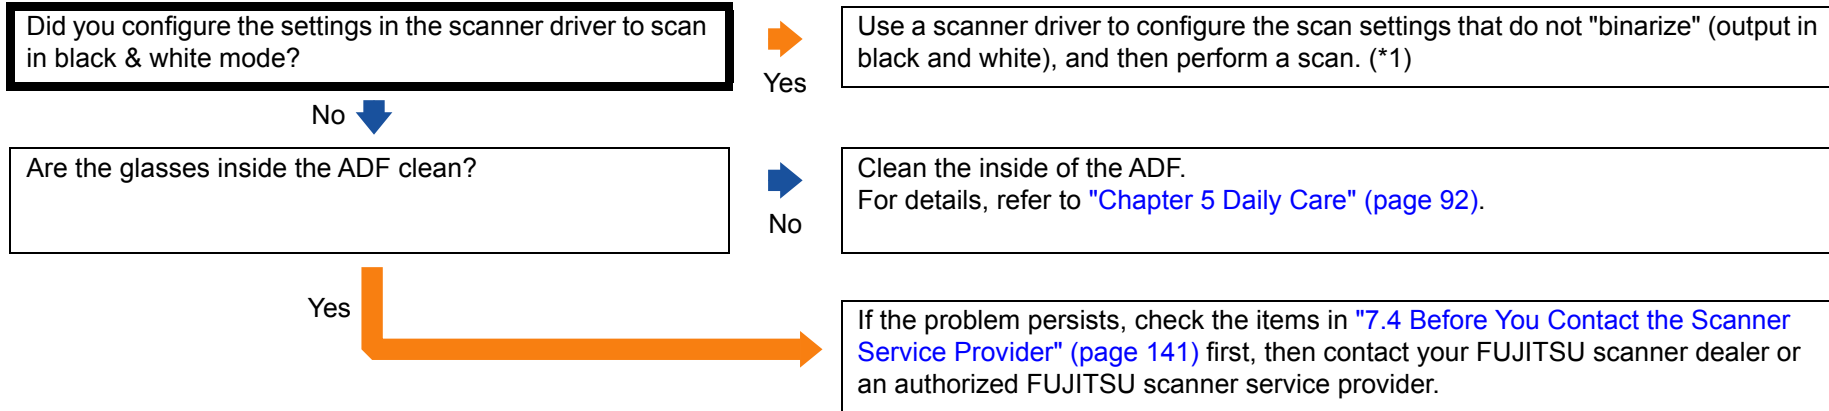 Did you configure the settings in the scanner driver to scan
in black & white mode?
Yes
Use a scanner driver to configure the scan settings that do not "binarize" (output in
black and white), and then perform a scan. (*1)
No
Are the glasses inside the ADF clean?
No
Clean the inside of the ADF.
For details, refer to "Chapter 5 Daily Care" (page 92).
Yes
If the problem persists, check the items in "7.4 Before You Contact the Scanner
Service Provider" (page 141) first, then contact your FUJITSU scanner dealer or
an authorized FUJITSU scanner service provider.